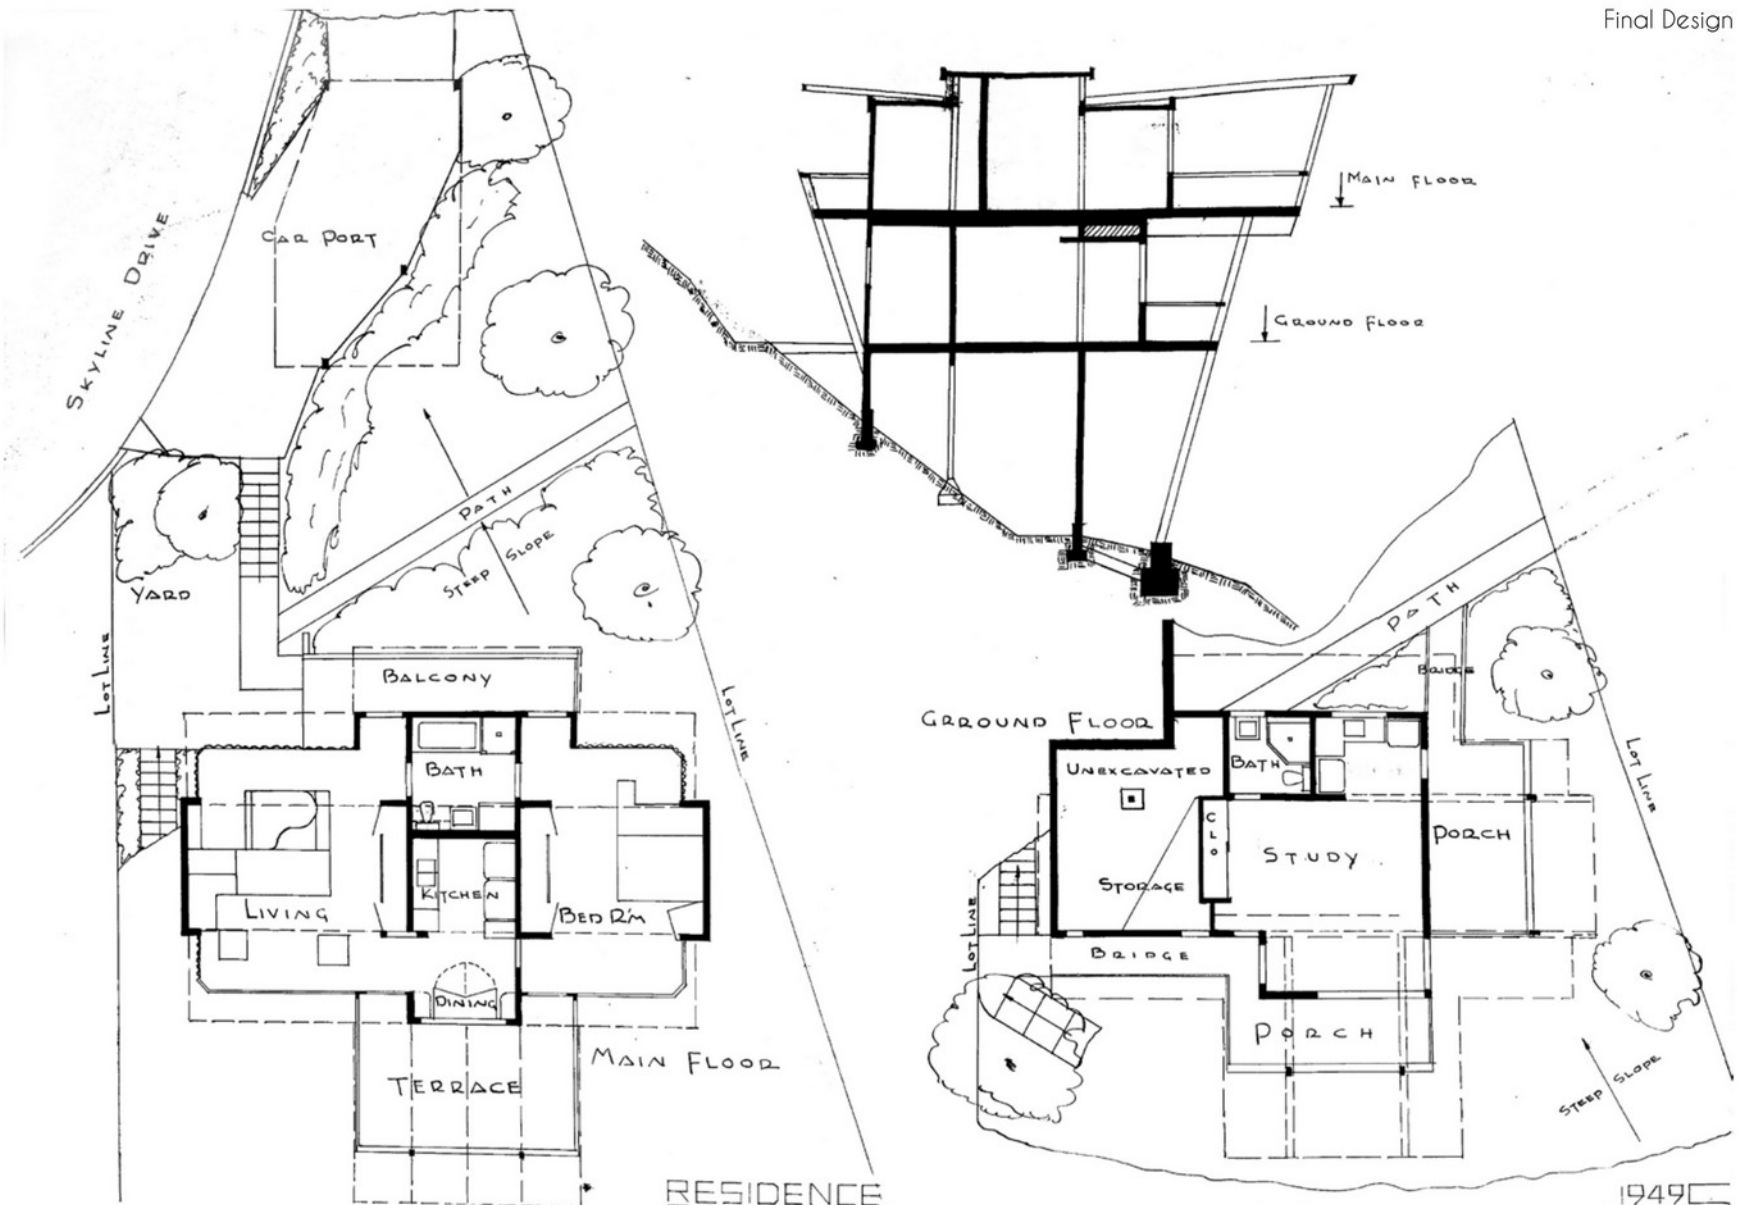 Final Design
MAIN FLOOR
CAR PORT
SKYLINE DRIVE
GROUND FLOOR
PATH
STEEP SLOPE
YARD
LOT LINE
BALCONY
LOT LINE
BATH
KITCHEN
LIVING
BED R'M
DINING
MAIN FLOOR
TERRACE
PATH
BRIDGE
GRROUND FLOOR
LOT LINE
UNEXCAVATED
BATH
CLO
STUDY
PORCH
STORAGE
LOT LINE
BRIDGE
PORCH
STEEP SLOPE
RESIDENCE
1949